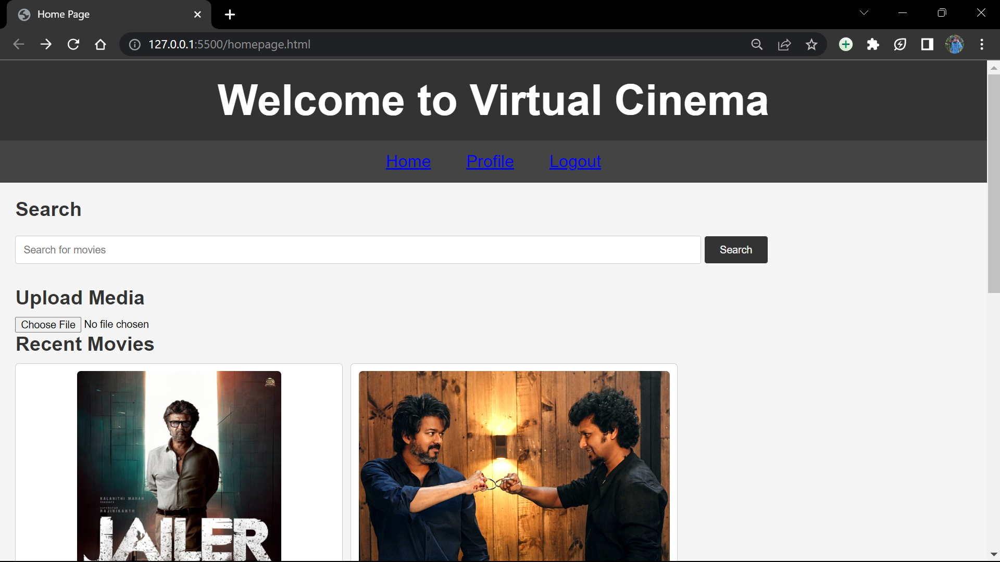 Home Page
127.0.0.1:5500/homepage.html
Welcome to Virtual Cinema
Home Profile Logout
Search
Search for movies Search
Upload Media
Choose File No file chosen
Recent Movies
SUN
KALANITHI MARAN
PRESENTS
SUPERSTAR
RAJINIKANTH
JAILER